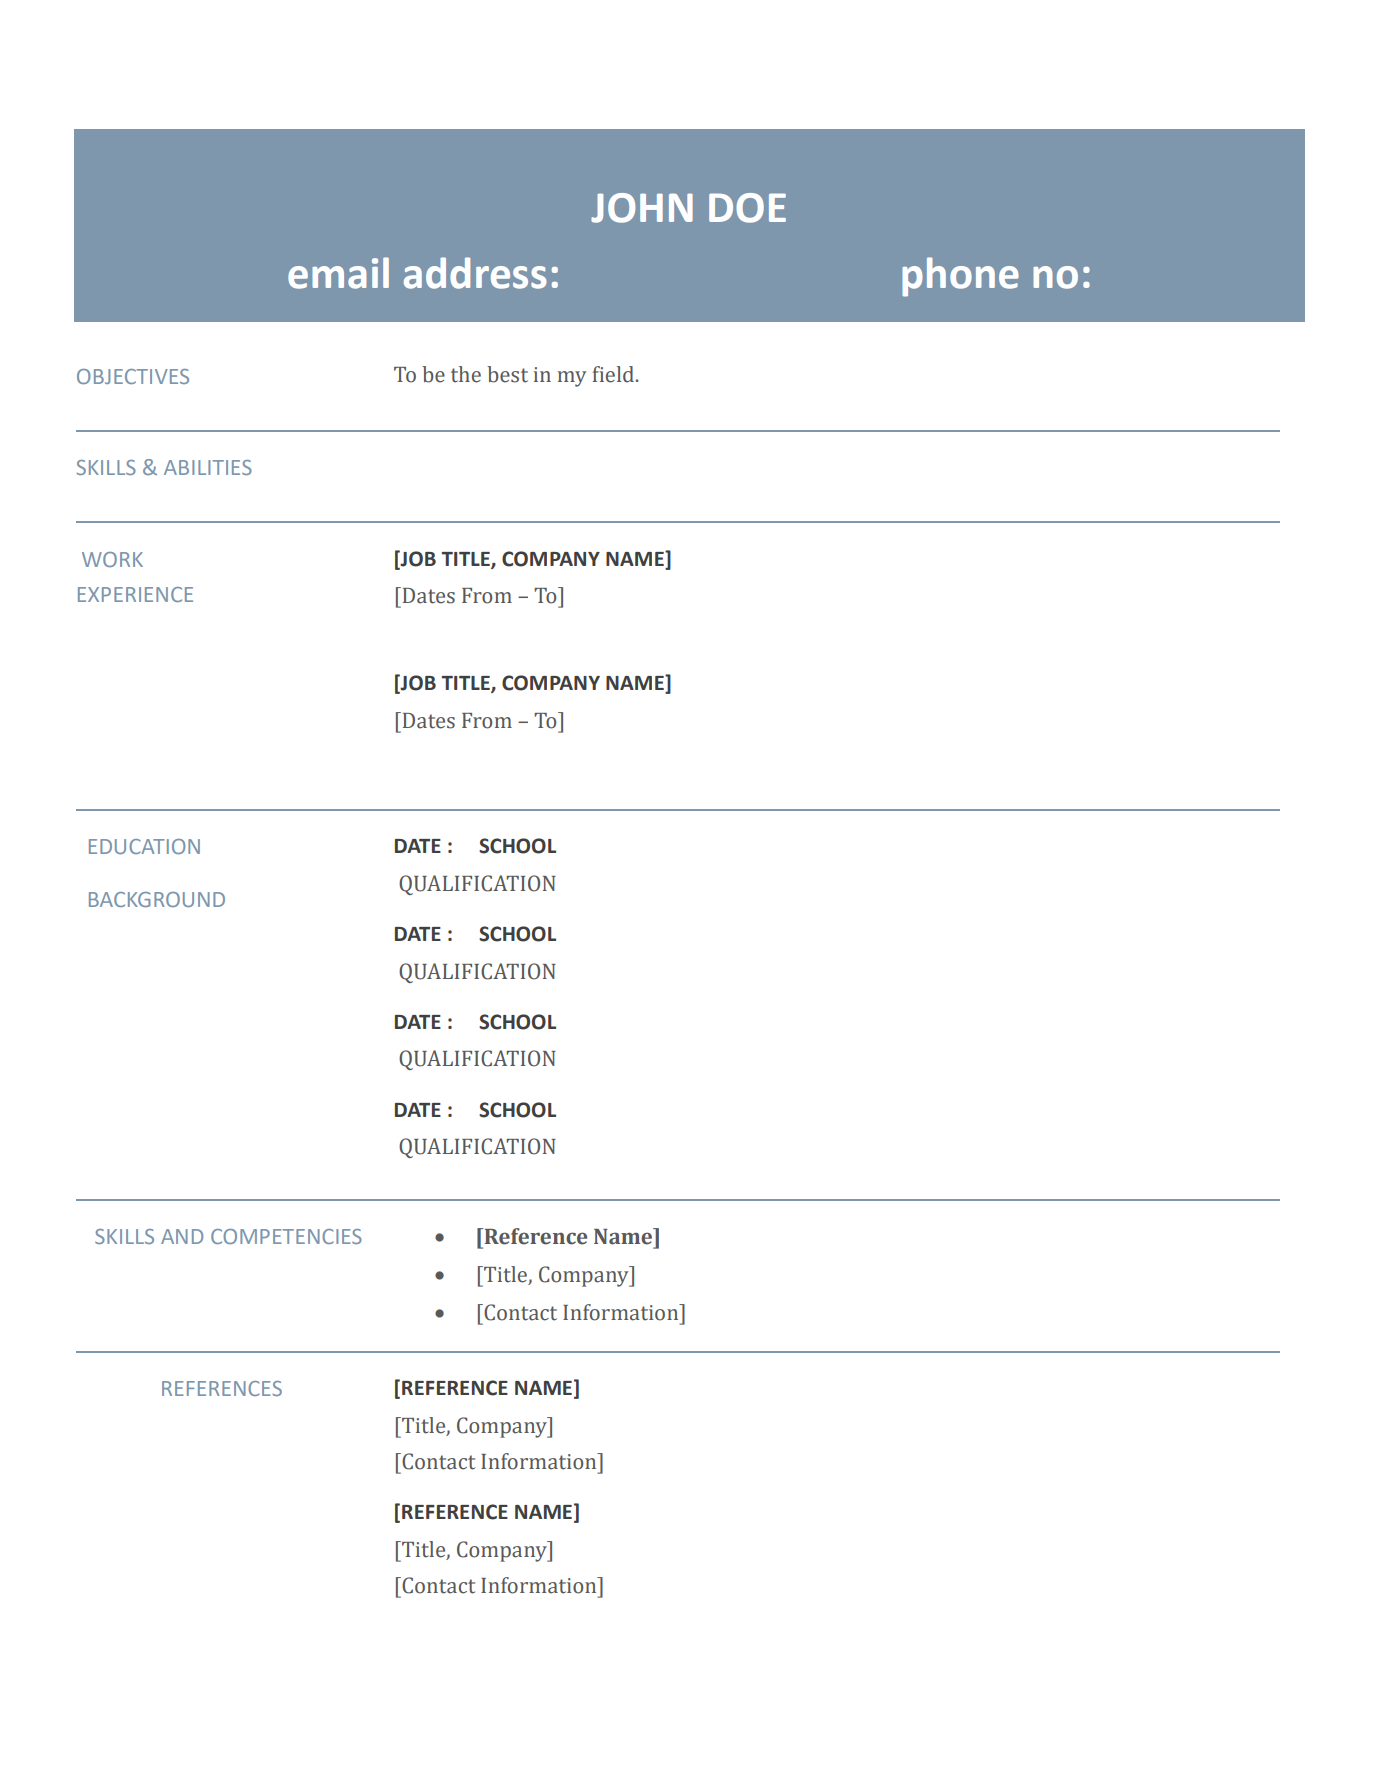 JOHN DOE
email address: phone no:
OBJECTIVES To be the best in my field.
SKILLS & ABILITIES
WORK [JOB TITLE, COMPANY NAME]
EXPERIENCE [Dates From – To]
[JOB TITLE, COMPANY NAME]
[Dates From – To]
EDUCATION DATE : SCHOOL
QUALIFICATION
BACKGROUND
DATE : SCHOOL
QUALIFICATION
DATE : SCHOOL
QUALIFICATION
DATE : SCHOOL
QUALIFICATION
SKILLS AND COMPETENCIES • [Reference Name]
• [Title, Company]
• [Contact Information]
REFERENCES [REFERENCE NAME]
[Title, Company]
[Contact Information]
[REFERENCE NAME]
[Title, Company]
[Contact Information]